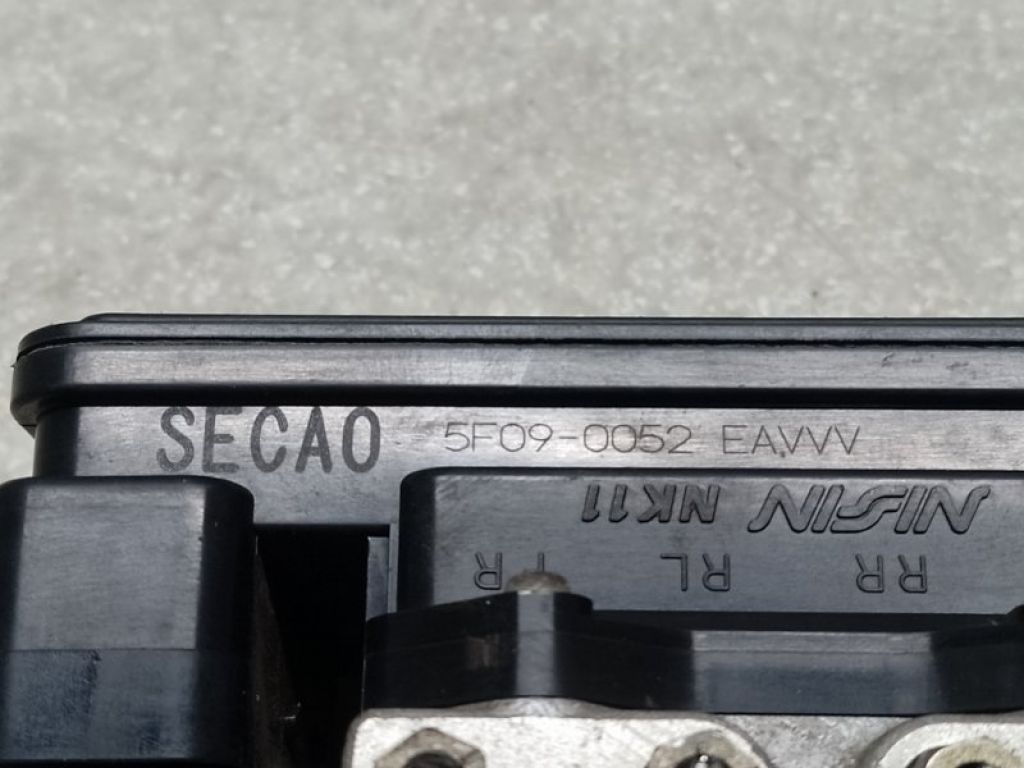 SECA0 5F09-0052 EAVVV
NISSIN NK11
RR RL FR